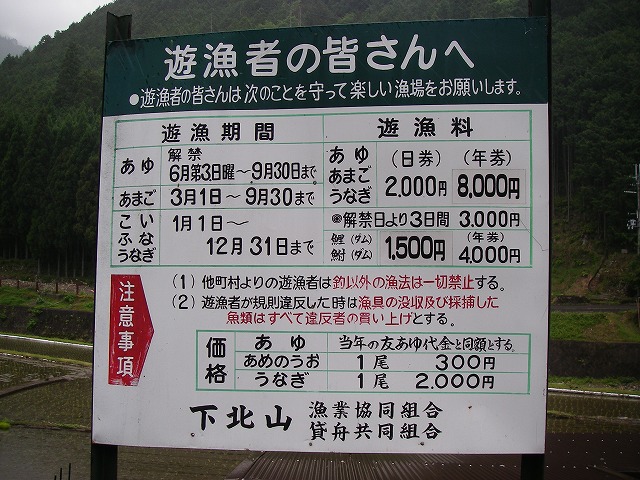 遊漁者の皆さんへ
●遊漁者の皆さんは次のことを守って楽しい漁場をお願いします。
遊漁期間
あゆ 解禁 6月第3日曜～9月30日まで
あまご 3月1日～9月30まで
こい ふな うなぎ 1月1日～12月31日まで
遊漁料
あゆ あまご うなぎ (日券) 2,000円 (年券) 8,000円
◉解禁日より3日間 3,000円
鯉(ダム) 鮒(ダム) 1,500円 (年券) 4,000円
注意事項
(1) 他町村よりの遊漁者は釣以外の漁法は一切禁止する。
(2) 遊漁者が規則違反した時は漁具の没収及び採捕した
魚類はすべて違反者の買い上げとする。
価格
あゆ 当年の友あゆ代金と同額とする。
あめのうお 1尾 300円
うなぎ 1尾 2.000円
下北山 漁業協同組合
貸舟共同組合